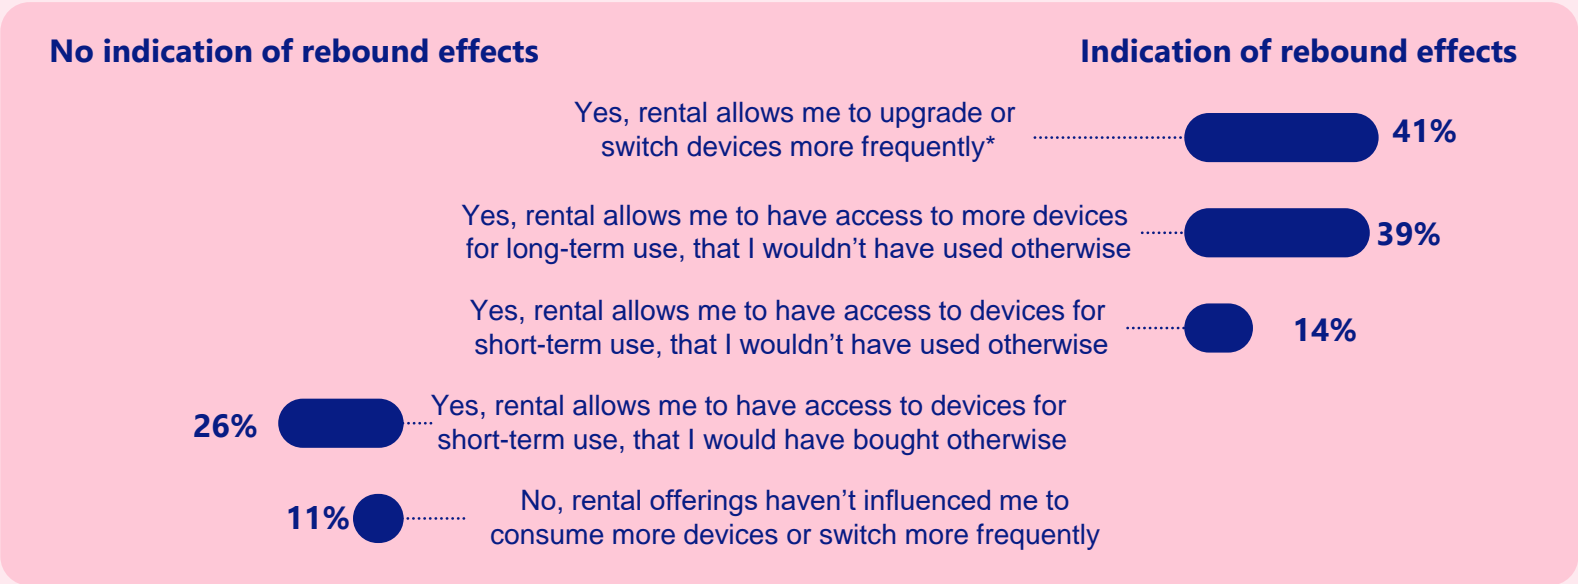 No indication of rebound effects
Indication of rebound effects
Yes, rental allows me to upgrade or
switch devices more frequently*
41%
Yes, rental allows me to have access to more devices
for long-term use, that I wouldn’t have used otherwise
39%
Yes, rental allows me to have access to devices for
short-term use, that I wouldn’t have used otherwise
14%
26%
Yes, rental allows me to have access to devices for
short-term use, that I would have bought otherwise
11%
No, rental offerings haven’t influenced me to
consume more devices or switch more frequently